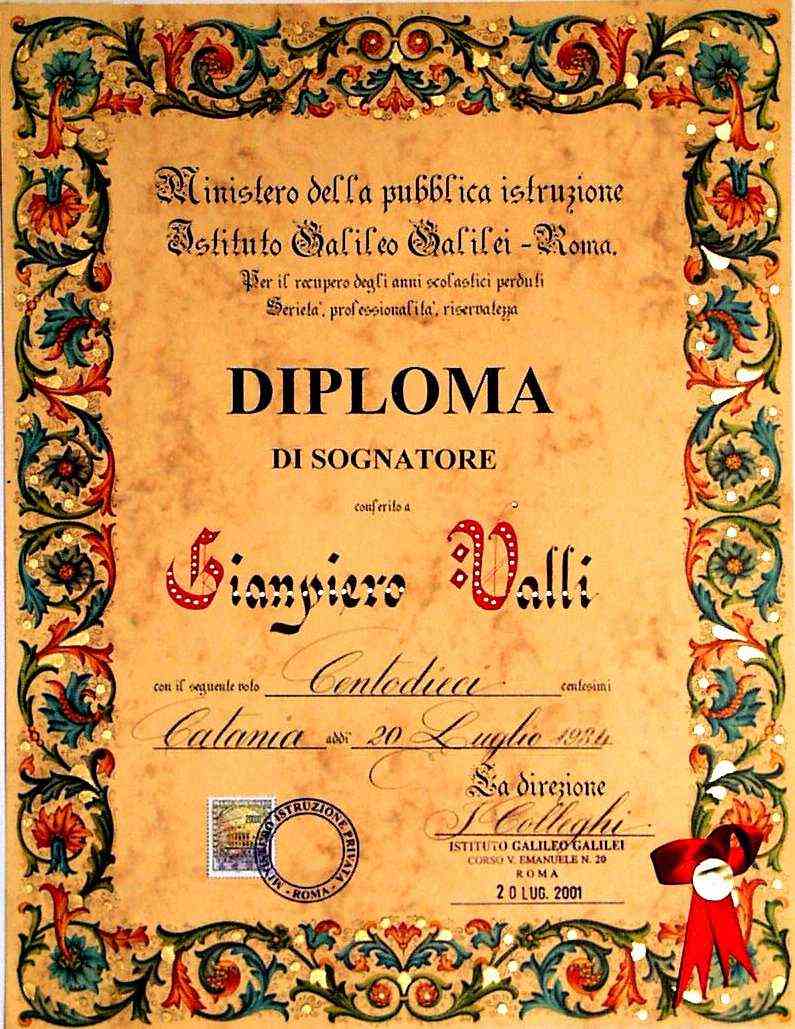 Ministero della pubblica istruzione
Istituto Galileo Galilei - Roma.
Per il recupero degli anni scolastici perduti
Serieta', professionalita', riservatezza
DIPLOMA
DI SOGNATORE
conferito a
Gianpiero Valli
con il seguente voto Centodieci centesimi
Catania addi' 20 Luglio 1984
La direzione
I Colleghi
ISTITUTO GALILEO GALILEI
CORSO V. EMANUELE N. 20
ROMA
20 LUG. 2001
MINISTERO ISTRUZIONE PRIVATA
- ROMA -